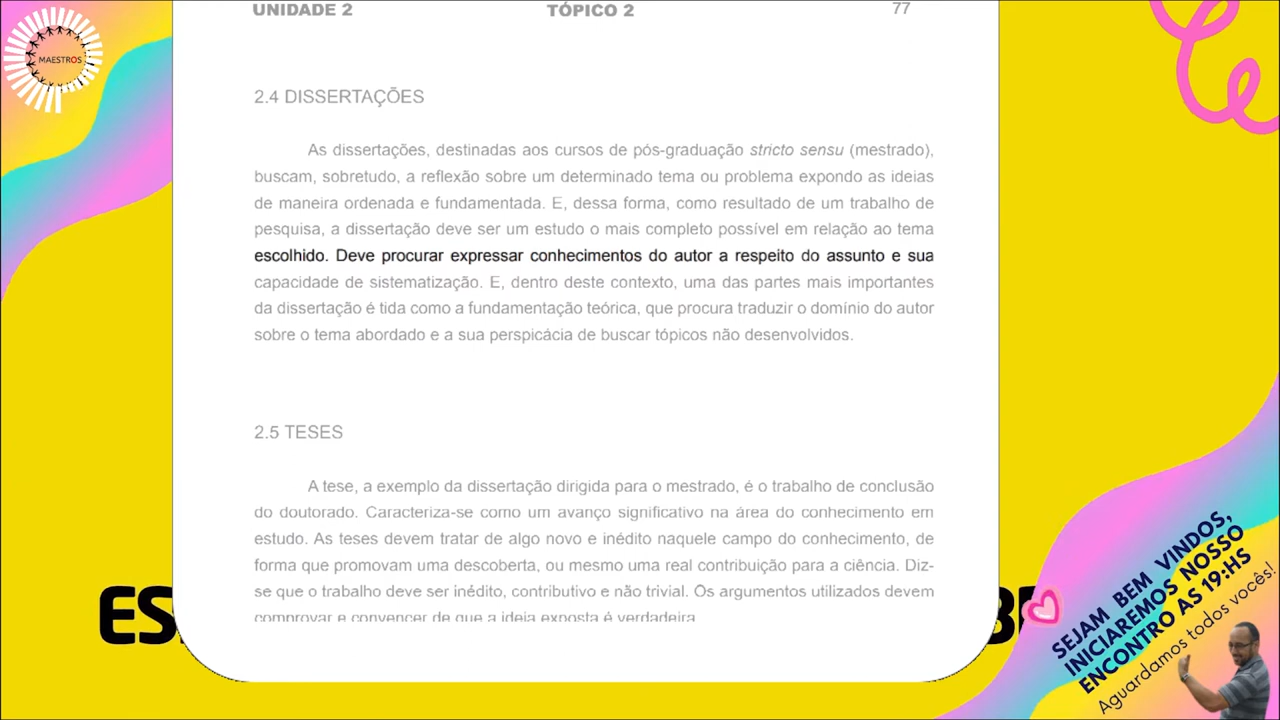 MAESTROS
UNIDADE 2 TÓPICO 2 77
2.4 DISSERTAÇÕES
As dissertações, destinadas aos cursos de pós-graduação stricto sensu (mestrado),
buscam, sobretudo, a reflexão sobre um determinado tema ou problema expondo as ideias
de maneira ordenada e fundamentada. E, dessa forma, como resultado de um trabalho de
pesquisa, a dissertação deve ser um estudo o mais completo possível em relação ao tema
escolhido. Deve procurar expressar conhecimentos do autor a respeito do assunto e sua
capacidade de sistematização. E, dentro deste contexto, uma das partes mais importantes
da dissertação é tida como a fundamentação teórica, que procura traduzir o domínio do autor
sobre o tema abordado e a sua perspicácia de buscar tópicos não desenvolvidos.
2.5 TESES
A tese, a exemplo da dissertação dirigida para o mestrado, é o trabalho de conclusão
do doutorado. Caracteriza-se como um avanço significativo na área do conhecimento em
estudo. As teses devem tratar de algo novo e inédito naquele campo do conhecimento, de
forma que promovam uma descoberta, ou mesmo uma real contribuição para a ciência. Diz-
se que o trabalho deve ser inédito, contributivo e não trivial. Os argumentos utilizados devem
comprovar e convencer de que a ideia exposta é verdadeira
ES
SEJAM BEM VINDOS,
INICIAREMOS NOSSO
ENCONTRO AS 19:HS
Aguardamos todos vocês!